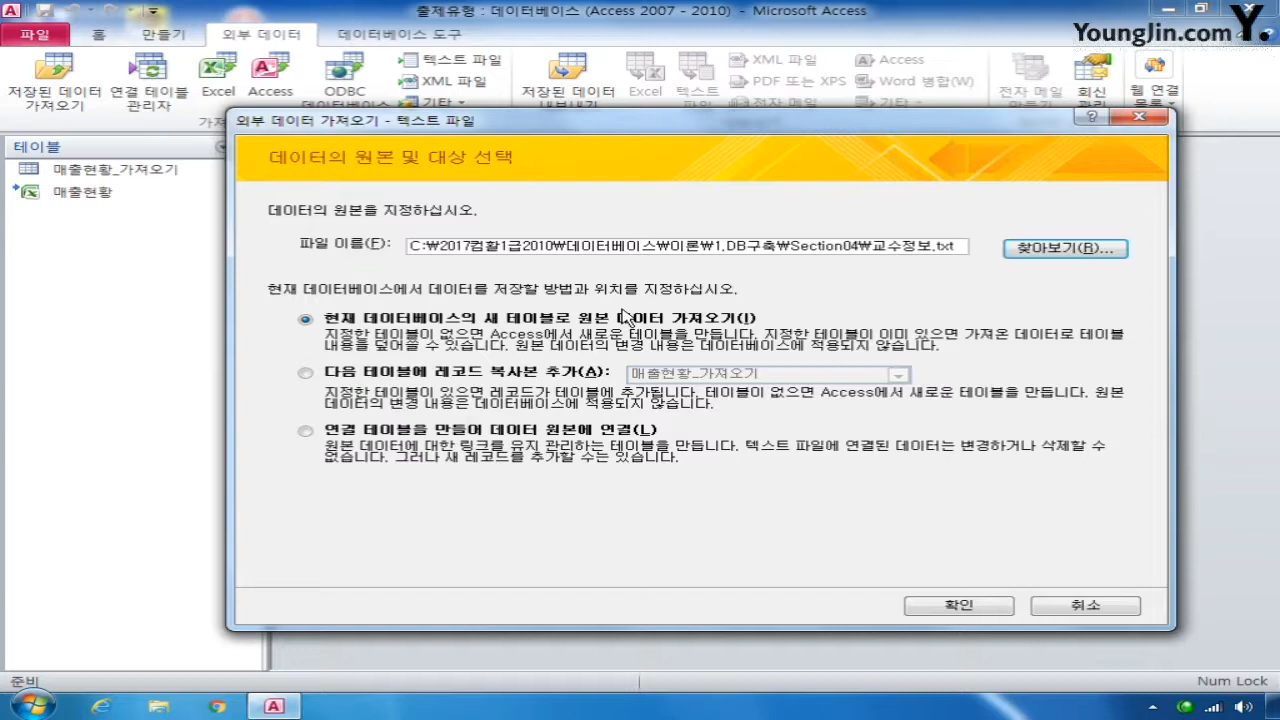 출제유형 : 데이터베이스 (Access 2007 - 2010) - Microsoft Access
YoungJin.com Y.
파일 홈 만들기 외부 데이터 데이터베이스 도구
저장된 데이터 가져오기
연결 테이블 관리자
Excel
Access
ODBC 데이터베이스
텍스트 파일
XML 파일
기타
저장된 데이터 내보내기
Excel
텍스트 파일
XML 파일
PDF 또는 XPS
전자 메일
Access
Word 병합(W)
기타
전자 메일
회신 관리
웹 연결 목록
테이블
매출현황_가져오기
매출현황
외부 데이터 가져오기 - 텍스트 파일
데이터의 원본 및 대상 선택
데이터의 원본을 지정하십시오.
파일 이름(F): C:\2017컴활1급2010\데이터베이스\이론\1.DB구축\Section04\교수정보.txt 찾아보기(R)...
현재 데이터베이스에서 데이터를 저장할 방법과 위치를 지정하십시오.
현재 데이터베이스의 새 테이블로 원본 데이터 가져오기(I)
지정한 테이블이 없으면 Access에서 새로운 테이블을 만듭니다. 지정한 테이블이 이미 있으면 가져온 데이터로 테이블
내용을 덮어쓸 수 있습니다. 원본 데이터의 변경 내용은 데이터베이스에 적용되지 않습니다.
다음 테이블에 레코드 복사본 추가(A): 매출현황_가져오기
지정한 테이블이 있으면 레코드가 테이블에 추가됩니다. 테이블이 없으면 Access에서 새로운 테이블을 만듭니다. 원본
데이터의 변경 내용은 데이터베이스에 적용되지 않습니다.
연결 테이블을 만들어 데이터 원본에 연결(L)
원본 데이터에 대한 링크를 유지 관리하는 테이블을 만듭니다. 텍스트 파일에 연결된 데이터는 변경하거나 삭제할 수
없습니다. 그러나 새 레코드를 추가할 수는 있습니다.
확인 취소
준비 Num Lock